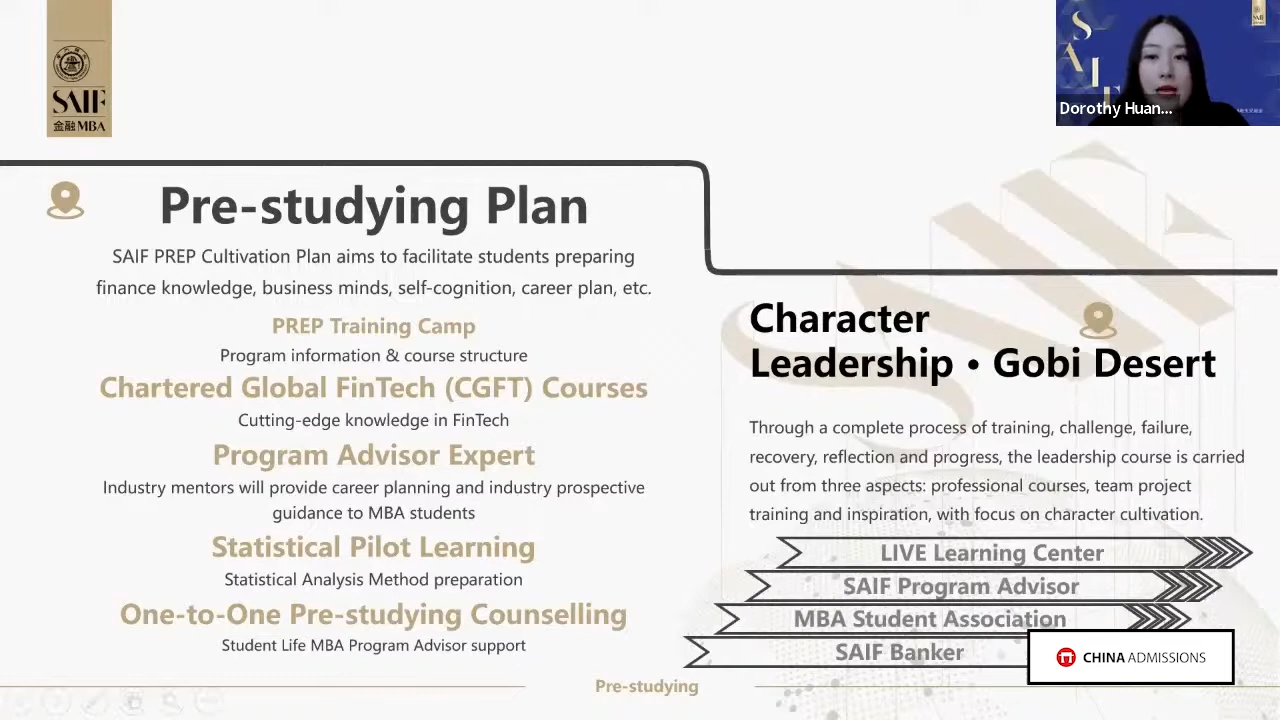 SAIF
金融MBA
SAIF
Dorothy Huan...
Pre-studying Plan
SAIF PREP Cultivation Plan aims to facilitate students preparing
finance knowledge, business minds, self-cognition, career plan, etc.
PREP Training Camp
Program information & course structure
Chartered Global FinTech (CGFT) Courses
Cutting-edge knowledge in FinTech
Program Advisor Expert
Industry mentors will provide career planning and industry prospective
guidance to MBA students
Statistical Pilot Learning
Statistical Analysis Method preparation
One-to-One Pre-studying Counselling
Student Life MBA Program Advisor support
Character
Leadership • Gobi Desert
Through a complete process of training, challenge, failure,
recovery, reflection and progress, the leadership course is carried
out from three aspects: professional courses, team project
training and inspiration, with focus on character cultivation.
LIVE Learning Center
SAIF Program Advisor
MBA Student Association
SAIF Banker
CHINA ADMISSIONS
Pre-studying